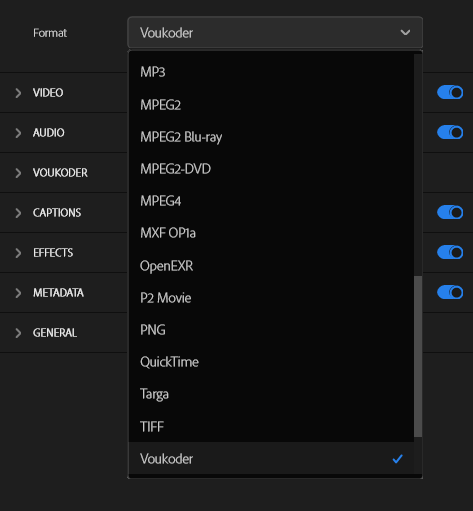 Format
Voukoder
MP3
MPEG2
MPEG2 Blu-ray
MPEG2-DVD
MPEG4
MXF OP1a
OpenEXR
P2 Movie
PNG
QuickTime
Targa
TIFF
Voukoder
VIDEO
AUDIO
VOUKODER
CAPTIONS
EFFECTS
METADATA
GENERAL